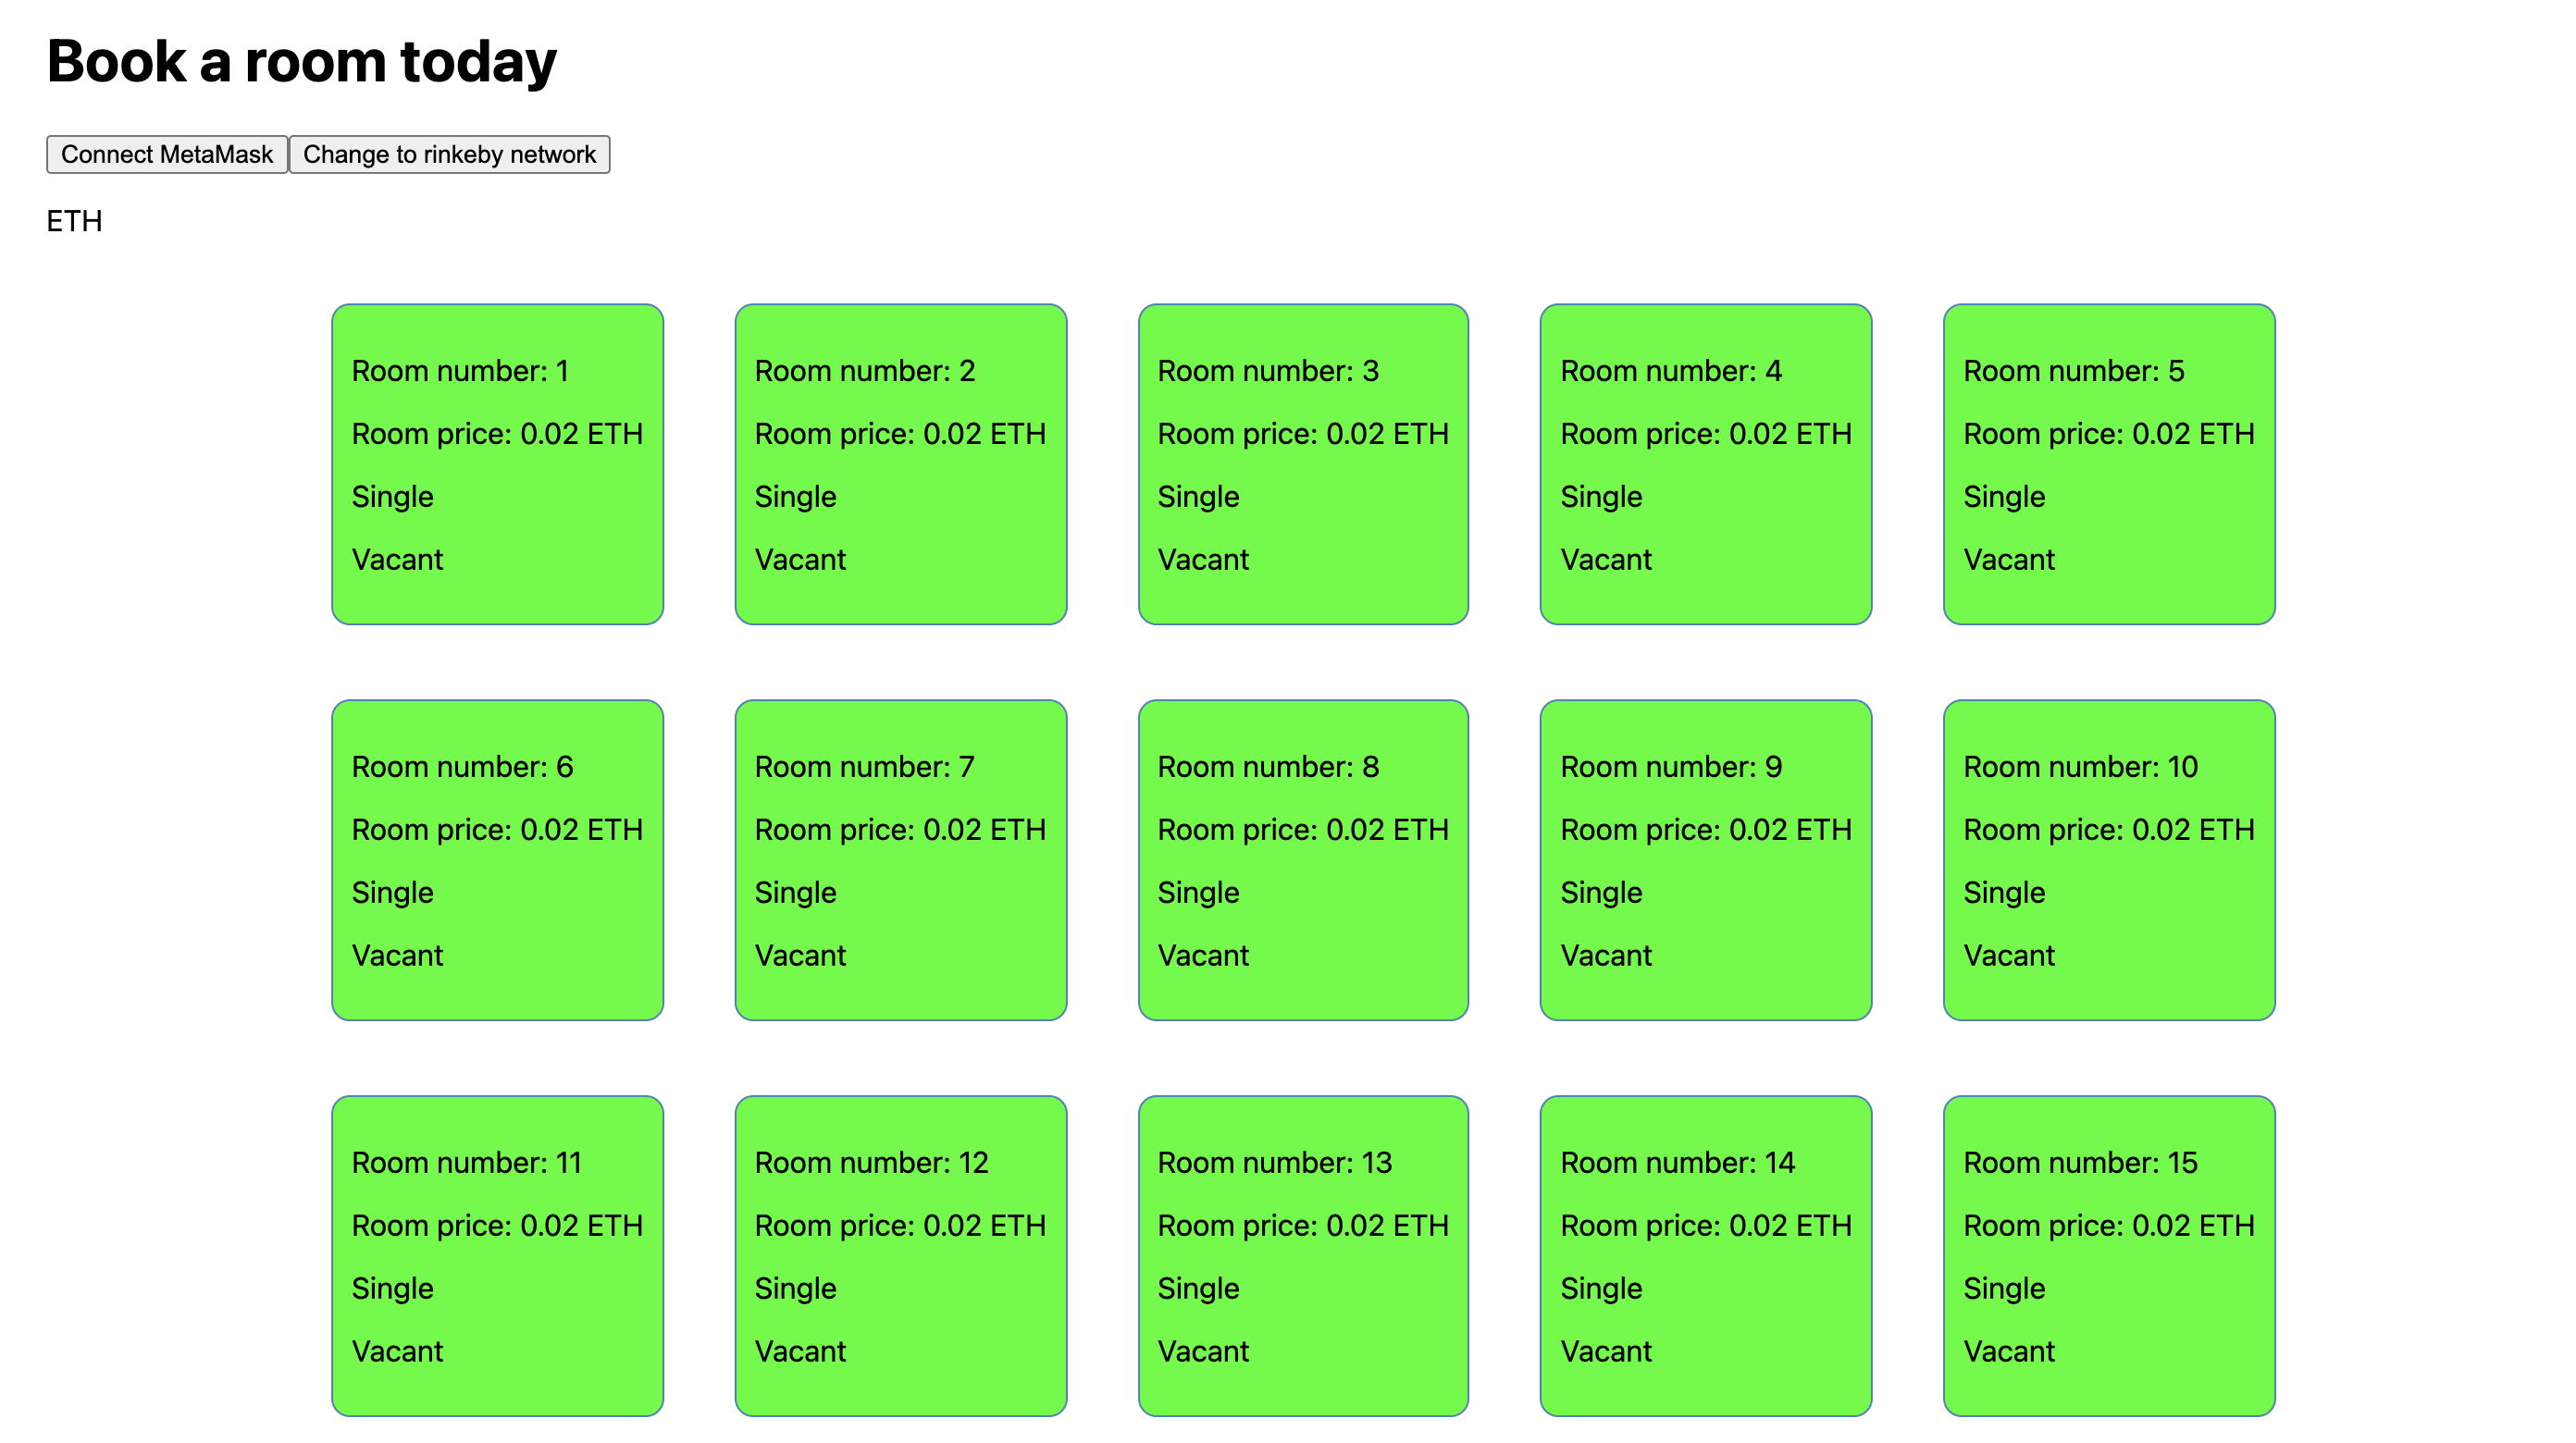 Book a room today
Connect MetaMask Change to rinkeby network
ETH
Room number: 1
Room price: 0.02 ETH
Single
Vacant
Room number: 2
Room price: 0.02 ETH
Single
Vacant
Room number: 3
Room price: 0.02 ETH
Single
Vacant
Room number: 4
Room price: 0.02 ETH
Single
Vacant
Room number: 5
Room price: 0.02 ETH
Single
Vacant
Room number: 6
Room price: 0.02 ETH
Single
Vacant
Room number: 7
Room price: 0.02 ETH
Single
Vacant
Room number: 8
Room price: 0.02 ETH
Single
Vacant
Room number: 9
Room price: 0.02 ETH
Single
Vacant
Room number: 10
Room price: 0.02 ETH
Single
Vacant
Room number: 11
Room price: 0.02 ETH
Single
Vacant
Room number: 12
Room price: 0.02 ETH
Single
Vacant
Room number: 13
Room price: 0.02 ETH
Single
Vacant
Room number: 14
Room price: 0.02 ETH
Single
Vacant
Room number: 15
Room price: 0.02 ETH
Single
Vacant